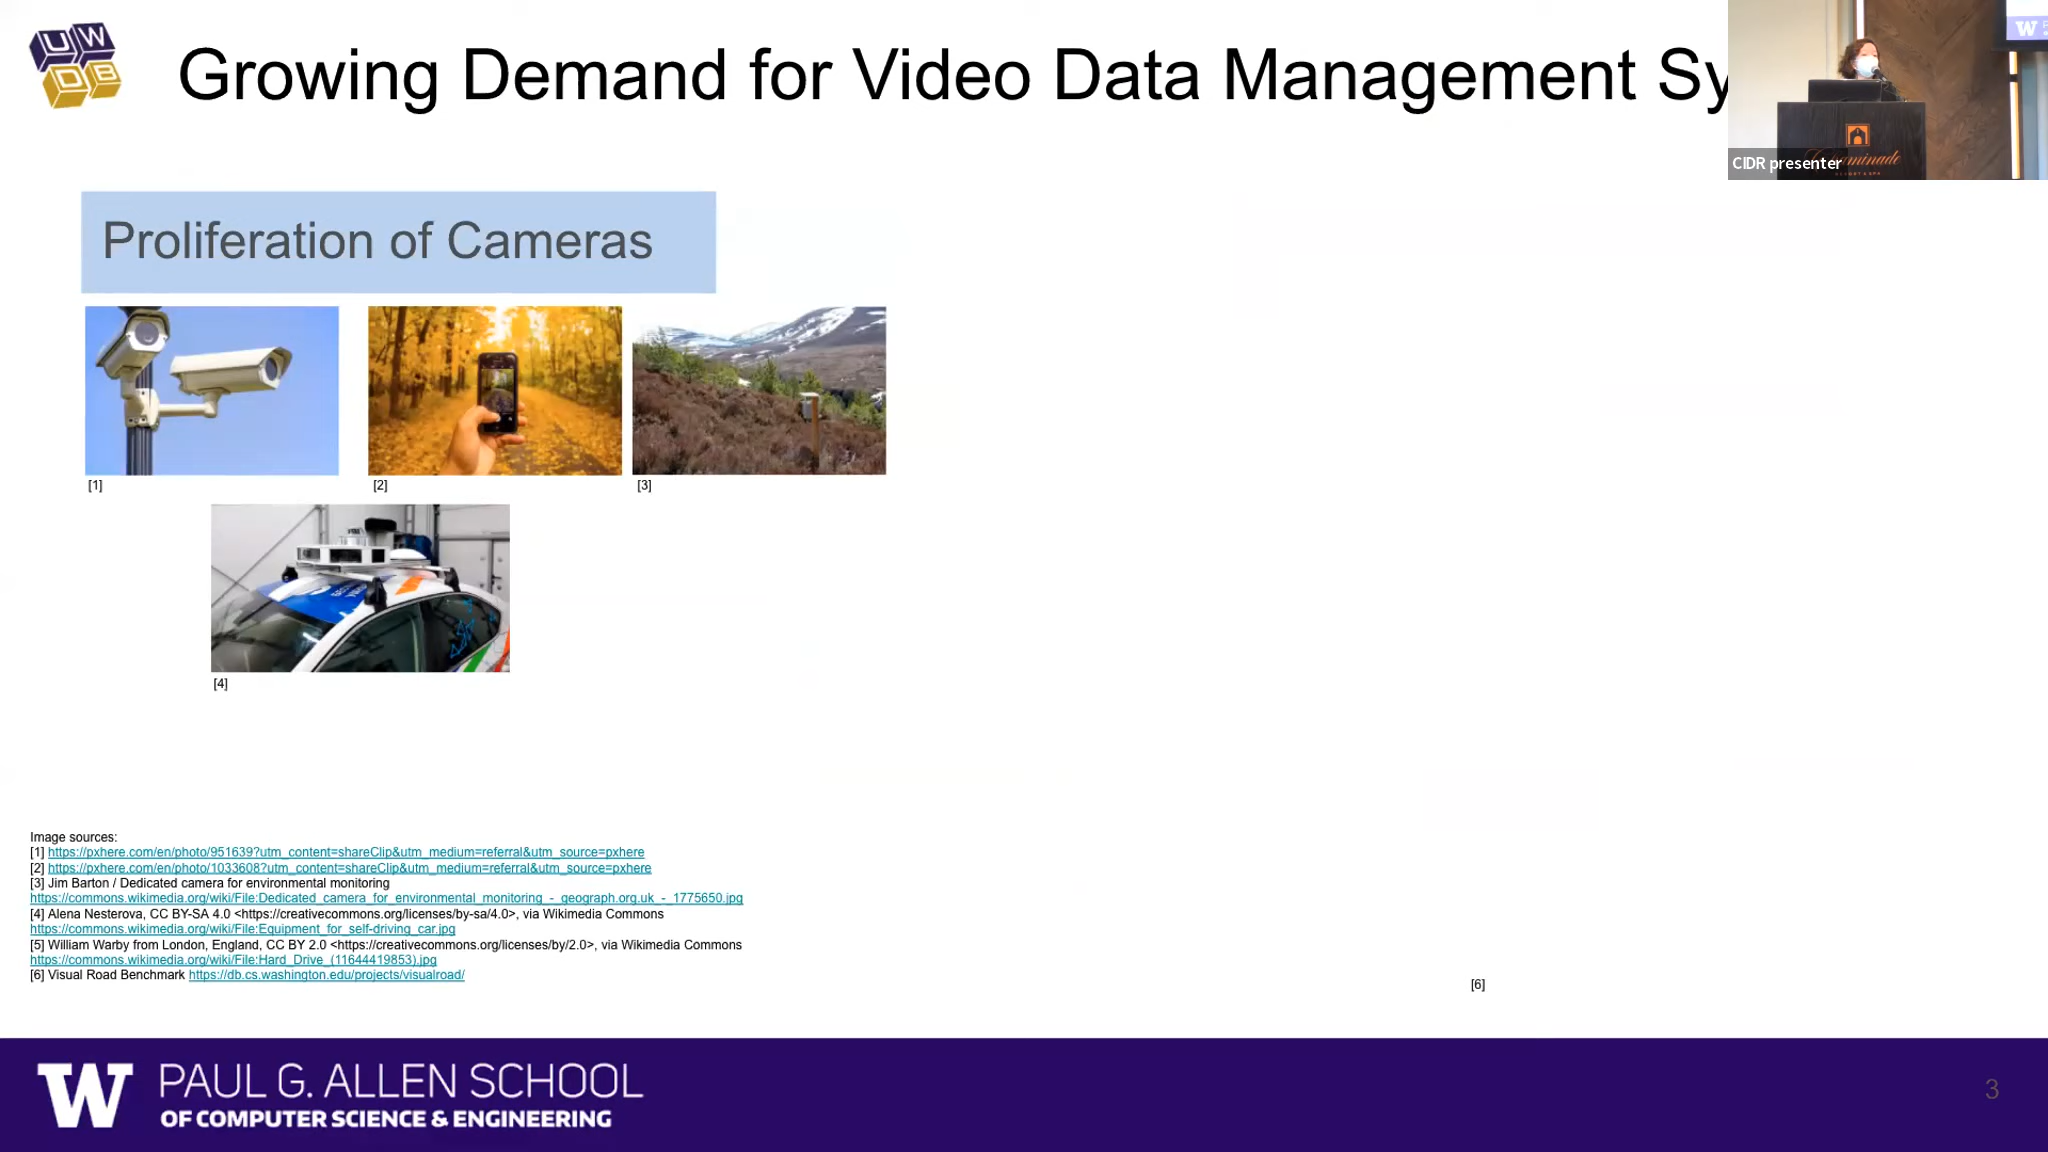 UW
DB
Growing Demand for Video Data Management Sy
W
CIDR presenter
Proliferation of Cameras
[1]
[2]
[3]
[4]
Image sources:
[1] https://pxhere.com/en/photo/951639?utm_content=shareClip&utm_medium=referral&utm_source=pxhere
[2] https://pxhere.com/en/photo/1033608?utm_content=shareClip&utm_medium=referral&utm_source=pxhere
[3] Jim Barton / Dedicated camera for environmental monitoring
https://commons.wikimedia.org/wiki/File:Dedicated_camera_for_environmental_monitoring_-_geograph.org.uk_-_1775650.jpg
[4] Alena Nesterova, CC BY-SA 4.0 <https://creativecommons.org/licenses/by-sa/4.0>, via Wikimedia Commons
https://commons.wikimedia.org/wiki/File:Equipment_for_self-driving_car.jpg
[5] William Warby from London, England, CC BY 2.0 <https://creativecommons.org/licenses/by/2.0>, via Wikimedia Commons
https://commons.wikimedia.org/wiki/File:Hard_Drive_(11644419853).jpg
[6] Visual Road Benchmark https://db.cs.washington.edu/projects/visualroad/
[6]
W PAUL G. ALLEN SCHOOL
OF COMPUTER SCIENCE & ENGINEERING
3